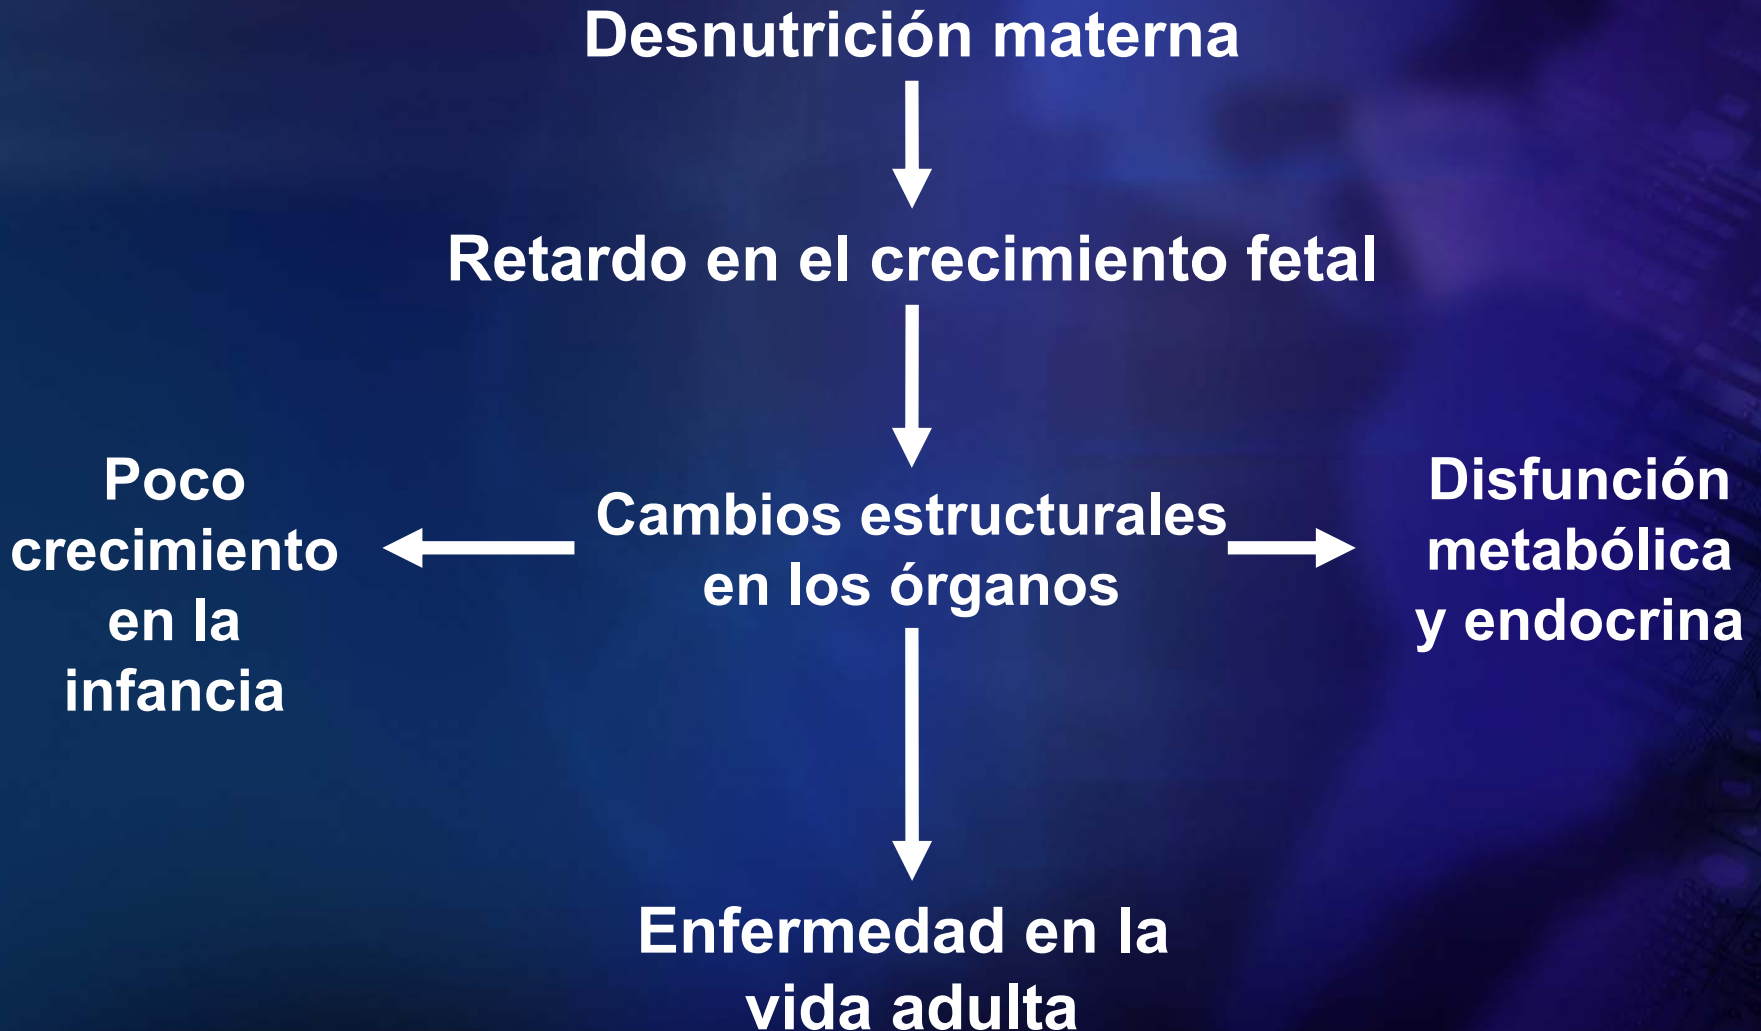 Desnutrición materna
Retardo en el crecimiento fetal
Poco
crecimiento
en la
infancia
Cambios estructurales
en los órganos
Disfunción
metabólica
y endocrina
Enfermedad en la
vida adulta